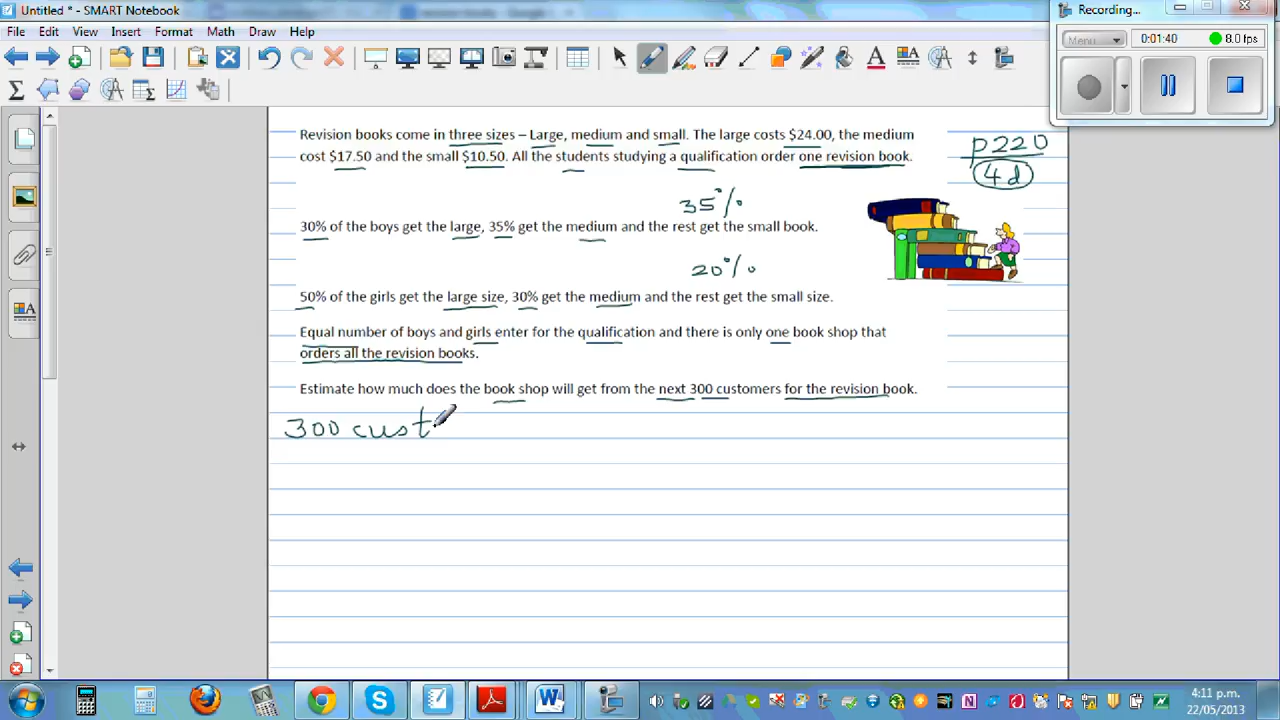 Untitled * - SMART Notebook
File Edit View Insert Format Math Draw Help
Recording...
Menu
0:01:40
8.0 fps
Revision books come in three sizes – Large, medium and small. The large costs $24.00, the medium
cost $17.50 and the small $10.50. All the students studying a qualification order one revision book.
p220
4d
35%
30% of the boys get the large, 35% get the medium and the rest get the small book.
20%
50% of the girls get the large size, 30% get the medium and the rest get the small size.
Equal number of boys and girls enter for the qualification and there is only one book shop that
orders all the revision books.
Estimate how much does the book shop will get from the next 300 customers for the revision book.
300 cust
4:11 p.m.
22/05/2013